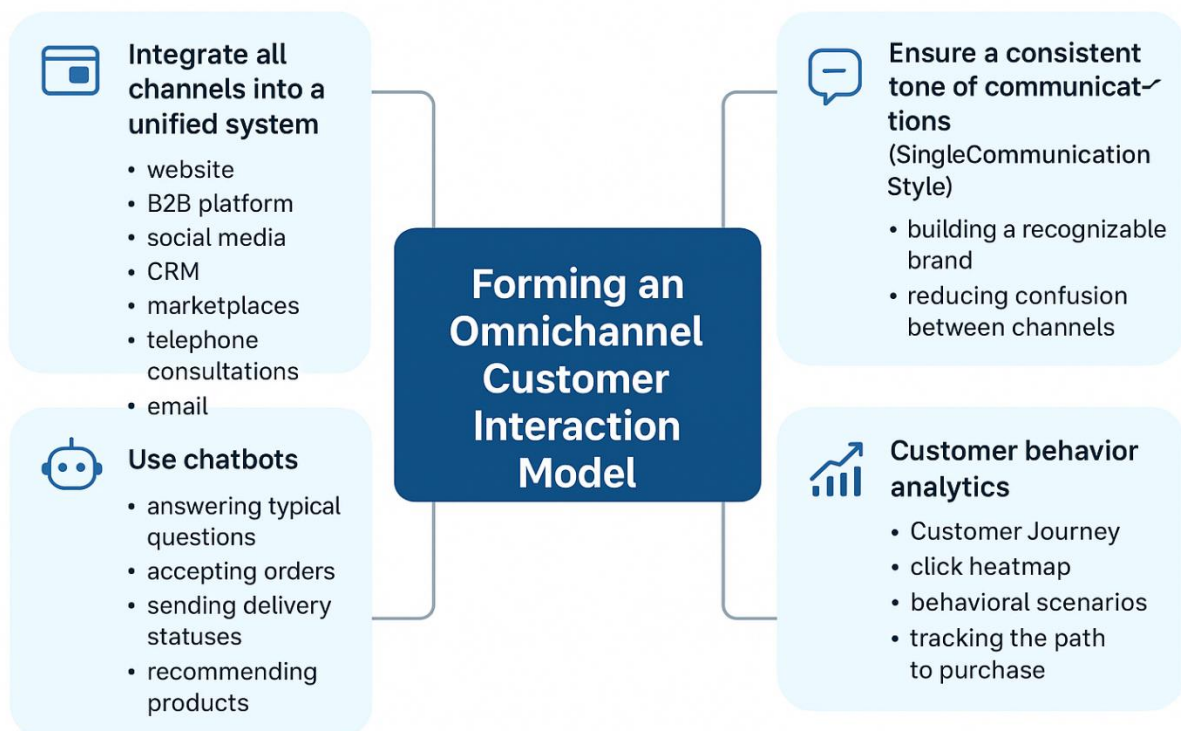 Integrate all
channels into a
unified system
• website
• B2B platform
• social media
• CRM
• marketplaces
• telephone
consultations
• email
Use chatbots
• answering typical
questions
• accepting orders
• sending delivery
statuses
• recommending
products
Forming an
Omnichannel
Customer
Interaction
Model
Ensure a consistent
tone of communicat-
tions
(SingleCommunication
Style)
• building a recognizable
brand
• reducing confusion
between channels
Customer behavior
analytics
• Customer Journey
• click heatmap
• behavioral scenarios
• tracking the path
to purchase